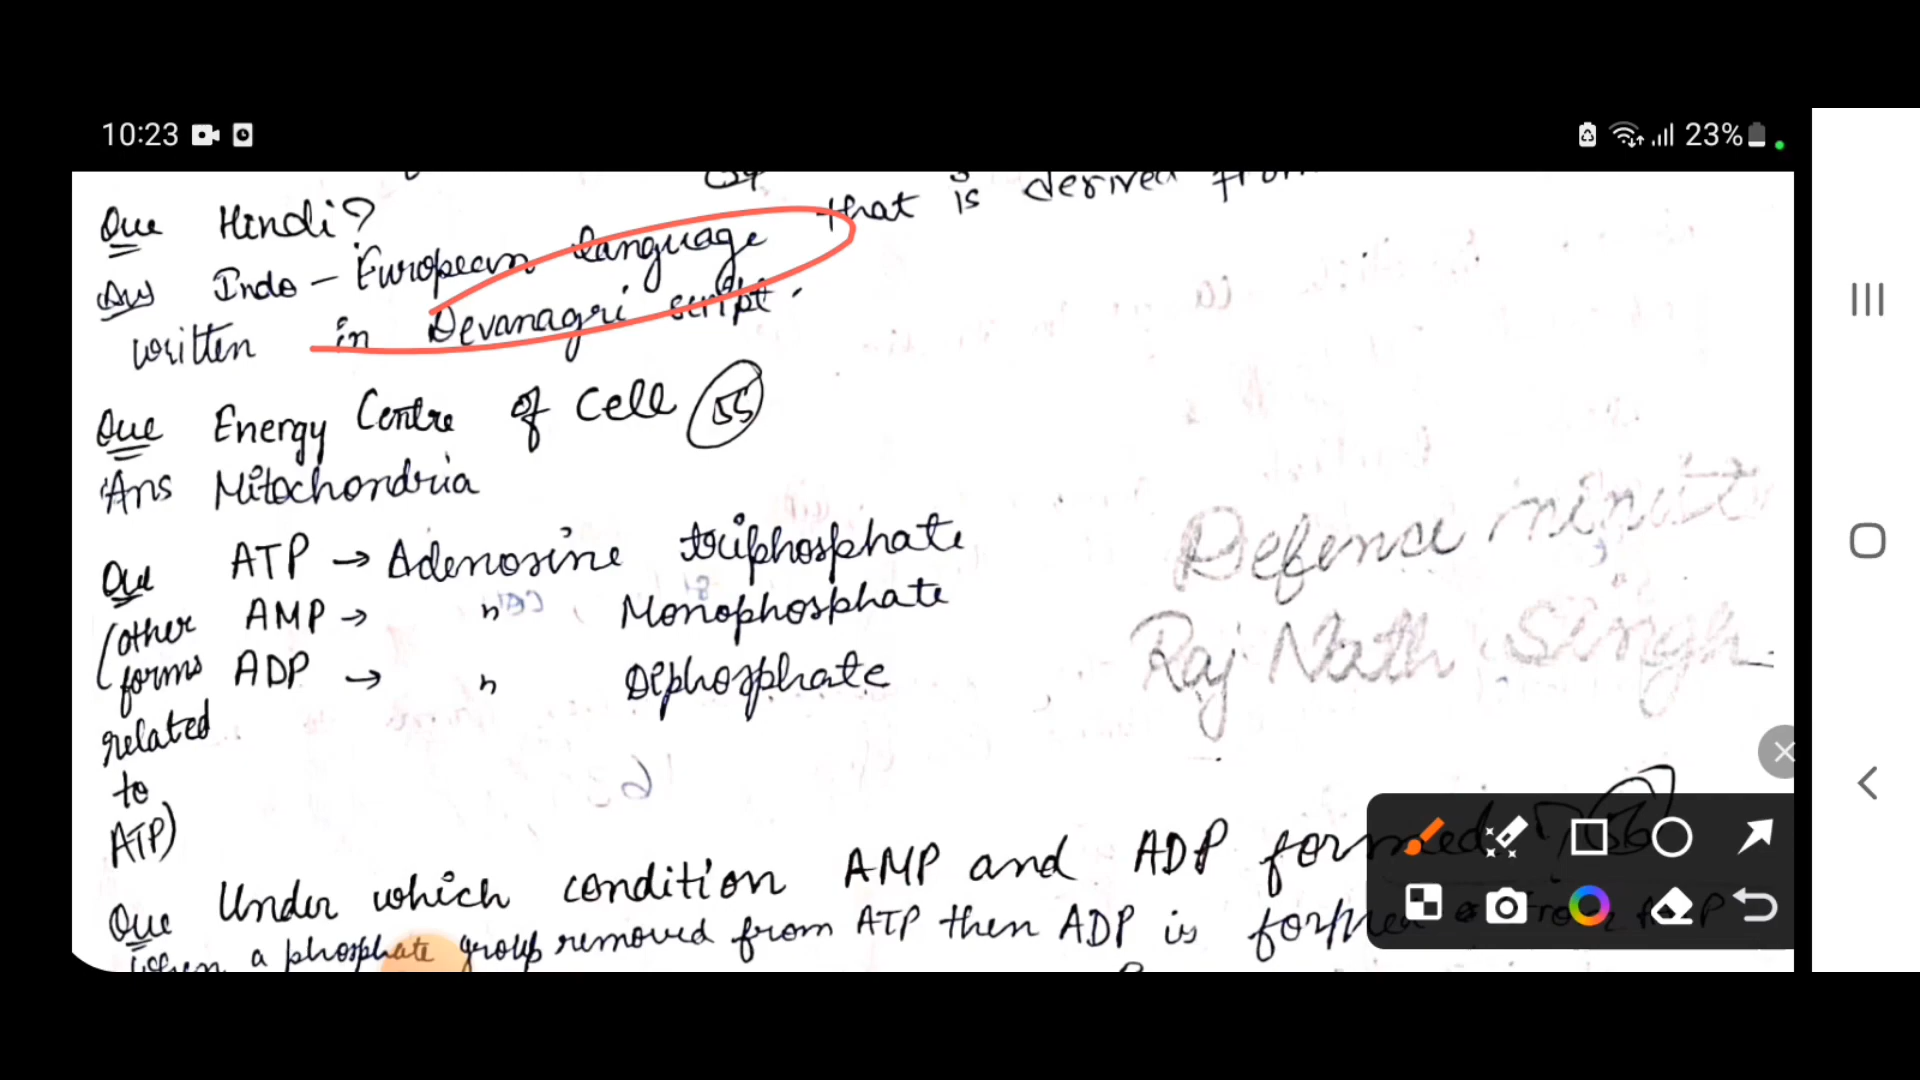 10:23
23%
that is derived from
Que Hindi?
Ans Indo - European language
written in Devanagri script.
Que Energy Centre of Cell 55
Ans Mitochondria
Que ATP → Adenosine triphosphate
(other AMP → " Monophosphate
forms ADP → " Diphosphate
related
to
ATP)
Defence
Raj Nath Singh
Que Under which condition AMP and ADP formed? 56
when a phosphate group removed from ATP then ADP is formed